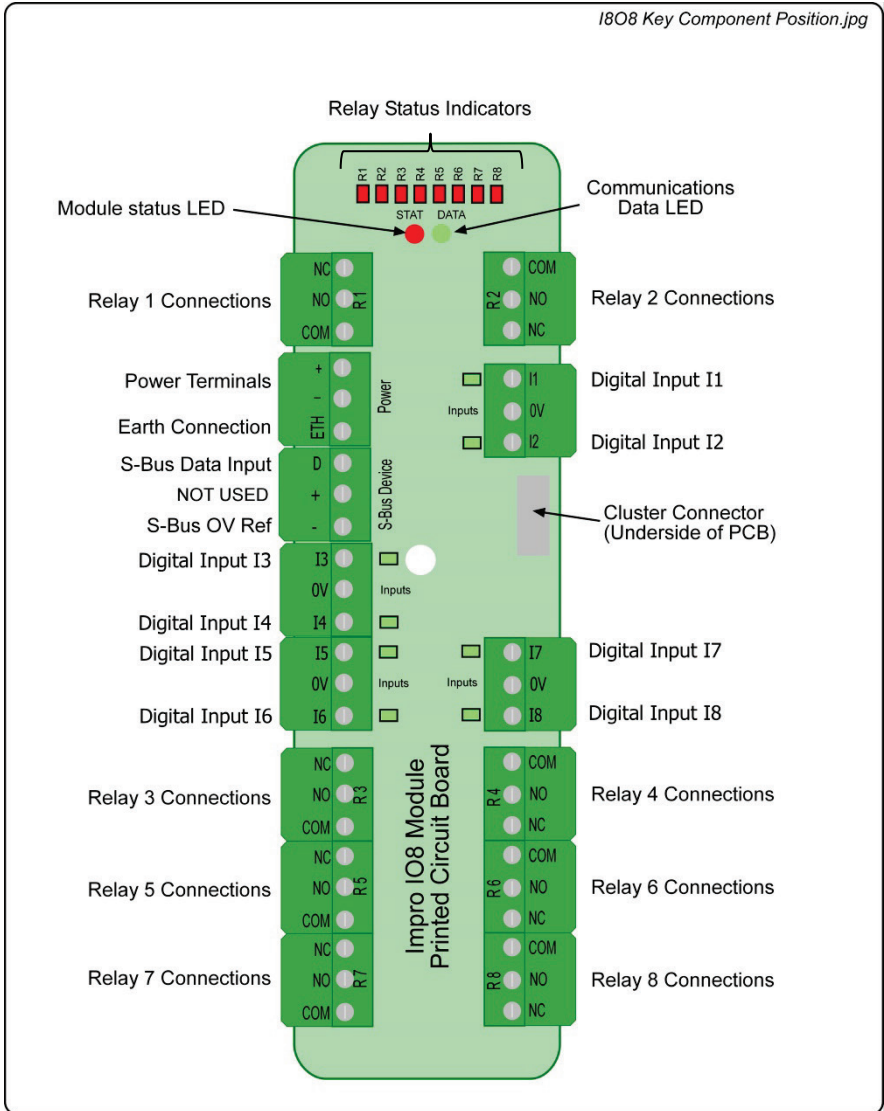 I8O8 Key Component Position.jpg
Relay Status Indicators
R1 R2 R3 R4 R5 R6 R7 R8
STAT DATA
Module status LED
Communications
Data LED
Relay 1 Connections
NC
NO
COM
R1
R2
COM
NO
NC
Relay 2 Connections
Power Terminals
Earth Connection
+
-
ETH
Power
Inputs
I1
0V
I2
Digital Input I1
Digital Input I2
S-Bus Data Input
NOT USED
S-Bus OV Ref
D
+
-
S-Bus Device
Cluster Connector
(Underside of PCB)
Digital Input I3
Digital Input I4
I3
0V
I4
Inputs
Digital Input I5
Digital Input I6
I5
0V
I6
Inputs
Inputs
I7
0V
I8
Digital Input I7
Digital Input I8
Impro IO8 Module
Printed Circuit Board
Relay 3 Connections
NC
NO
COM
R3
R4
COM
NO
NC
Relay 4 Connections
Relay 5 Connections
NC
NO
COM
R5
R6
COM
NO
NC
Relay 6 Connections
Relay 7 Connections
NC
NO
COM
R7
R8
COM
NO
NC
Relay 8 Connections